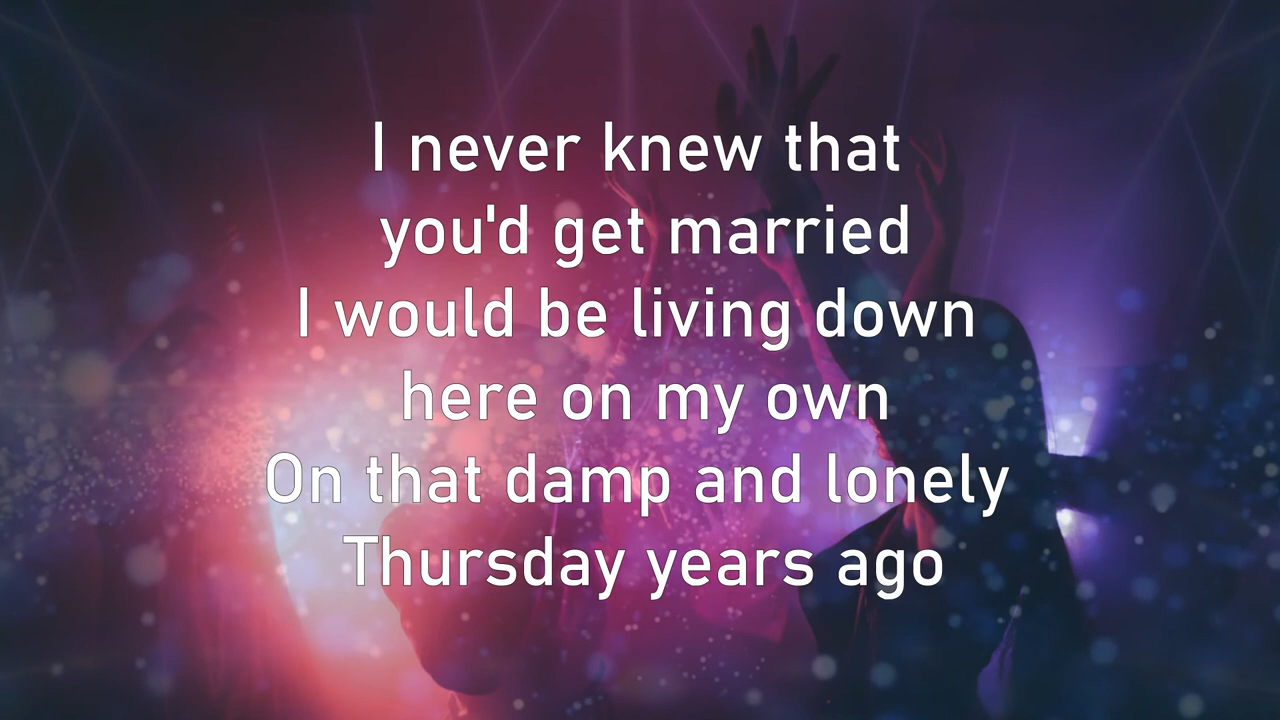 I never knew that
you'd get married
I would be living down
here on my own
On that damp and lonely
Thursday years ago